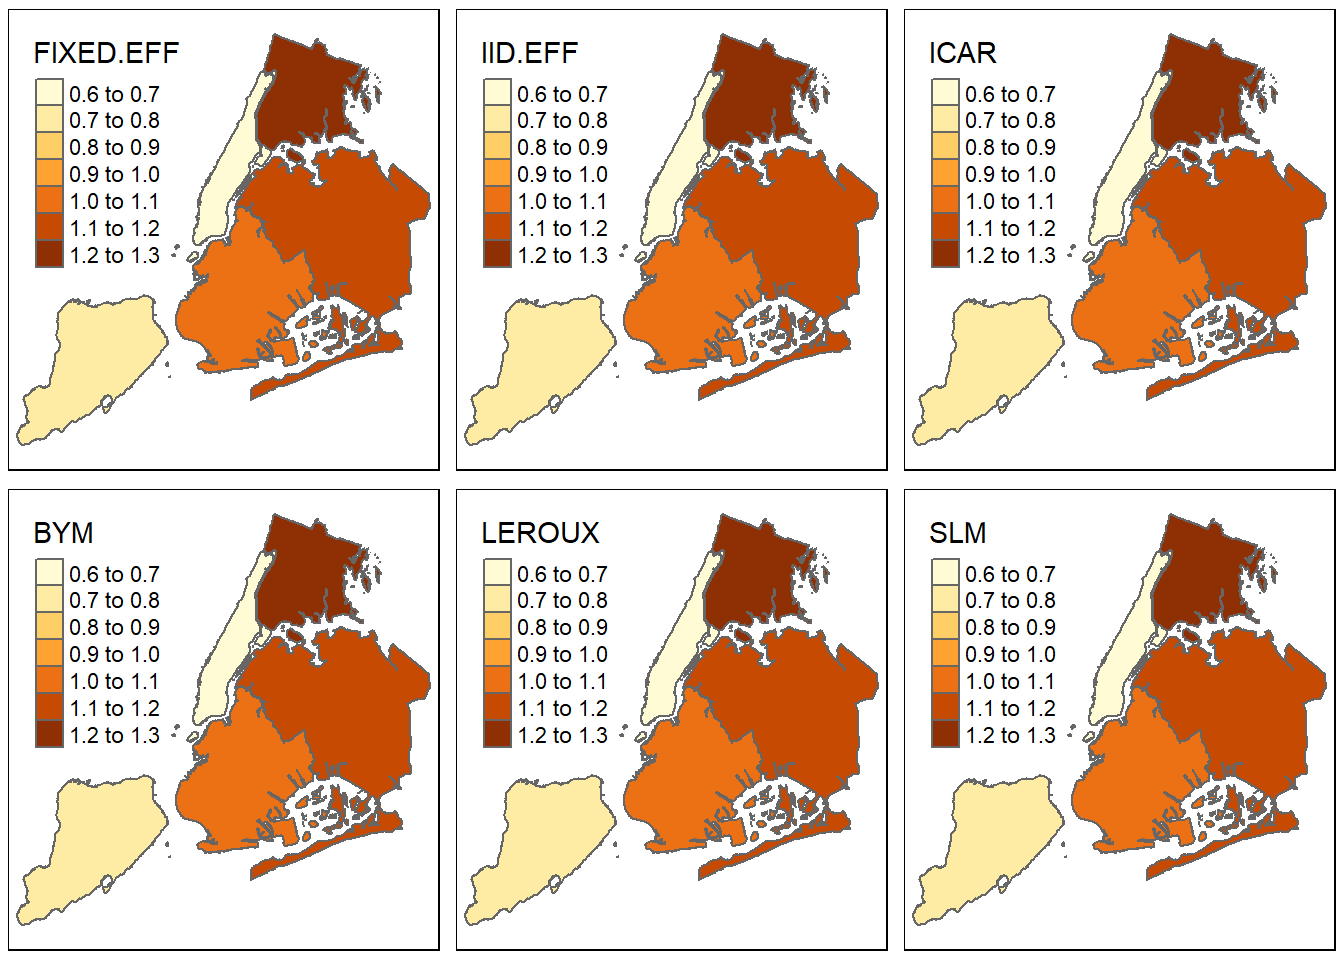 FIXED.EFF
0.6 to 0.7
0.7 to 0.8
0.8 to 0.9
0.9 to 1.0
1.0 to 1.1
1.1 to 1.2
1.2 to 1.3
IID.EFF
0.6 to 0.7
0.7 to 0.8
0.8 to 0.9
0.9 to 1.0
1.0 to 1.1
1.1 to 1.2
1.2 to 1.3
ICAR
0.6 to 0.7
0.7 to 0.8
0.8 to 0.9
0.9 to 1.0
1.0 to 1.1
1.1 to 1.2
1.2 to 1.3
BYM
0.6 to 0.7
0.7 to 0.8
0.8 to 0.9
0.9 to 1.0
1.0 to 1.1
1.1 to 1.2
1.2 to 1.3
LEROUX
0.6 to 0.7
0.7 to 0.8
0.8 to 0.9
0.9 to 1.0
1.0 to 1.1
1.1 to 1.2
1.2 to 1.3
SLM
0.6 to 0.7
0.7 to 0.8
0.8 to 0.9
0.9 to 1.0
1.0 to 1.1
1.1 to 1.2
1.2 to 1.3